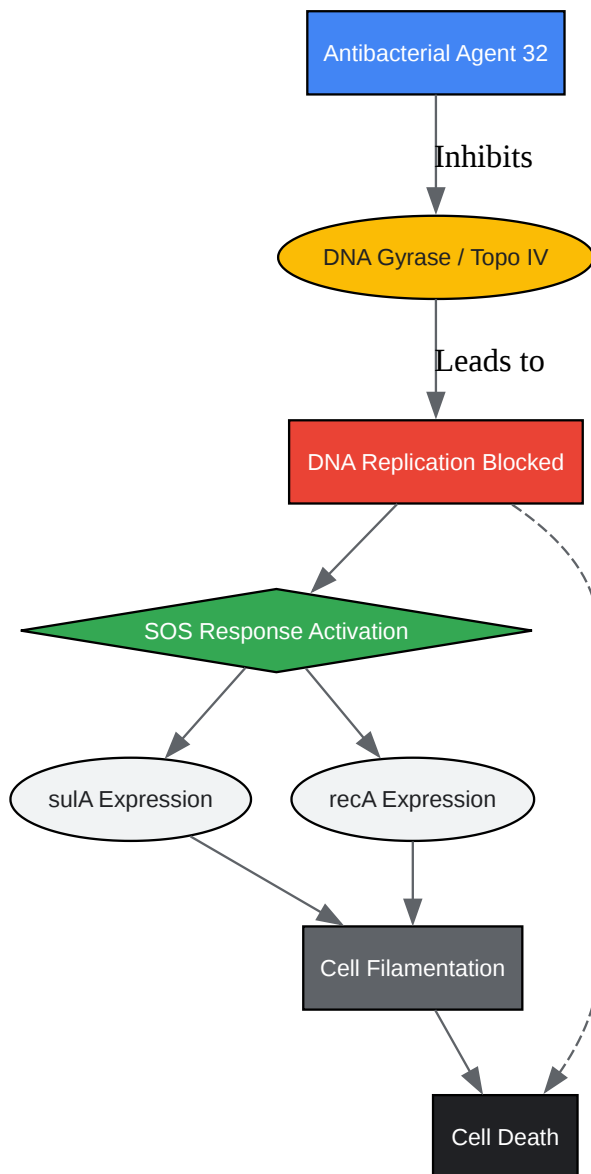 Antibacterial Agent 32
Inhibits
DNA Gyrase / Topo IV
Leads to
DNA Replication Blocked
SOS Response Activation
sulA Expression
recA Expression
Cell Filamentation
Cell Death